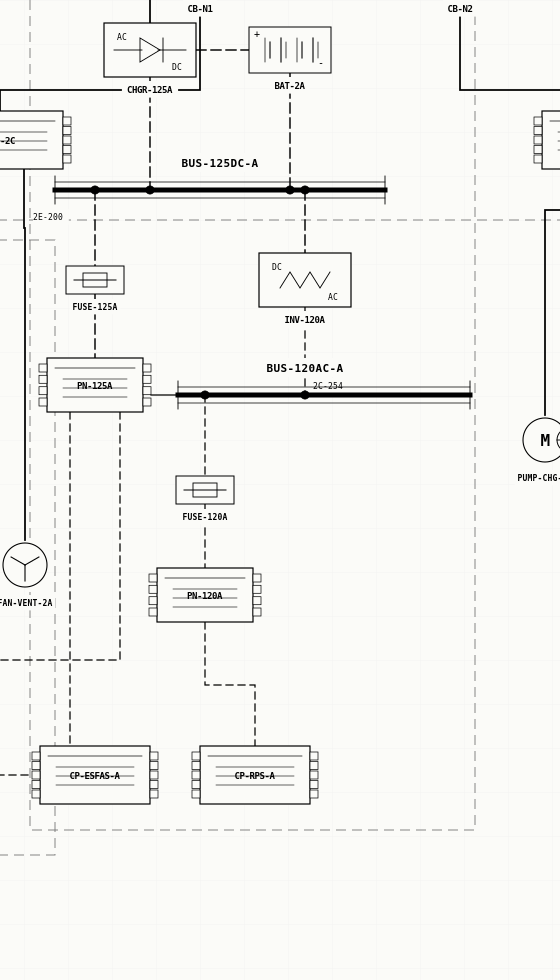 CB-N1
CB-N2
AC
DC
+
-
CHGR-125A
BAT-2A
-2C
BUS-125DC-A
2E-200
DC
AC
FUSE-125A
INV-120A
BUS-120AC-A
PN-125A
2C-254
M
PUMP-CHG-
FUSE-120A
FAN-VENT-2A
PN-120A
CP-ESFAS-A
CP-RPS-A